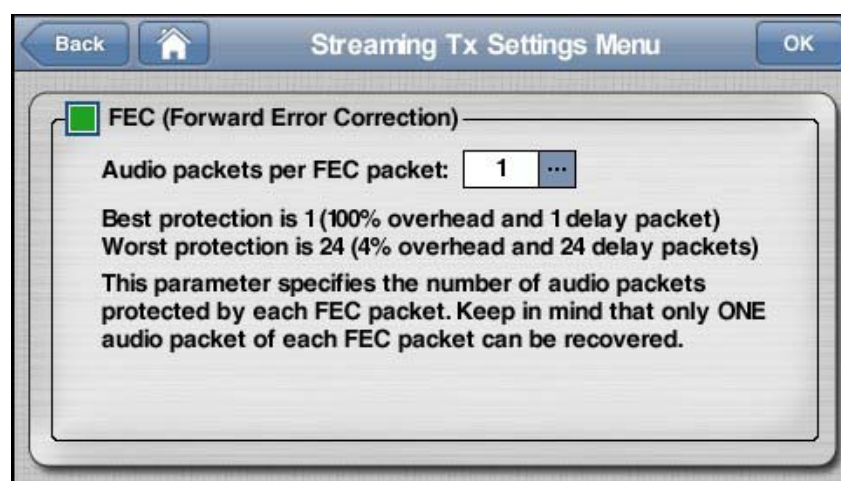 Back
Streaming Tx Settings Menu
OK
FEC (Forward Error Correction)
Audio packets per FEC packet: 1 ...
Best protection is 1 (100% overhead and 1 delay packet)
Worst protection is 24 (4% overhead and 24 delay packets)
This parameter specifies the number of audio packets
protected by each FEC packet. Keep in mind that only ONE
audio packet of each FEC packet can be recovered.